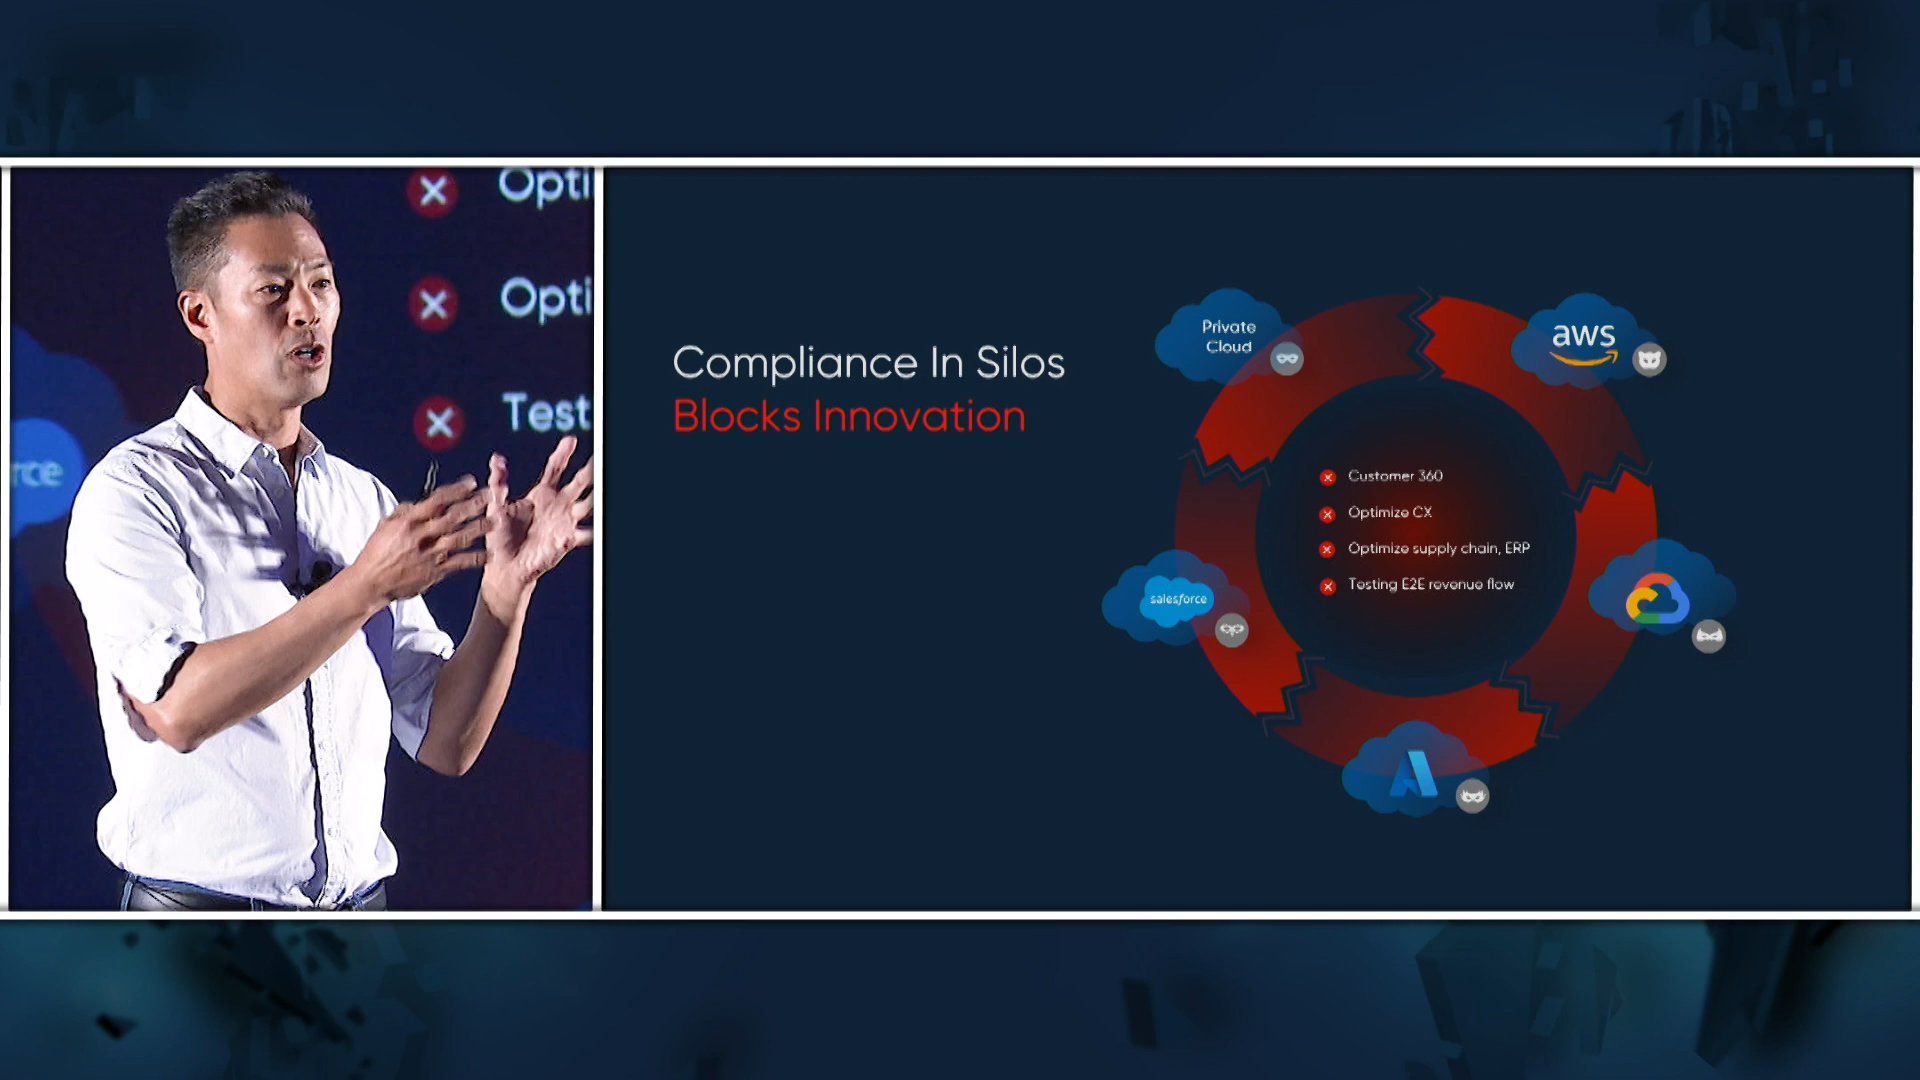 Opti
Opti
Test
rce
Compliance In Silos
Blocks Innovation
Private
Cloud
aws
Customer 360
Optimize CX
Optimize supply chain, ERP
Testing E2E revenue flow
salesforce